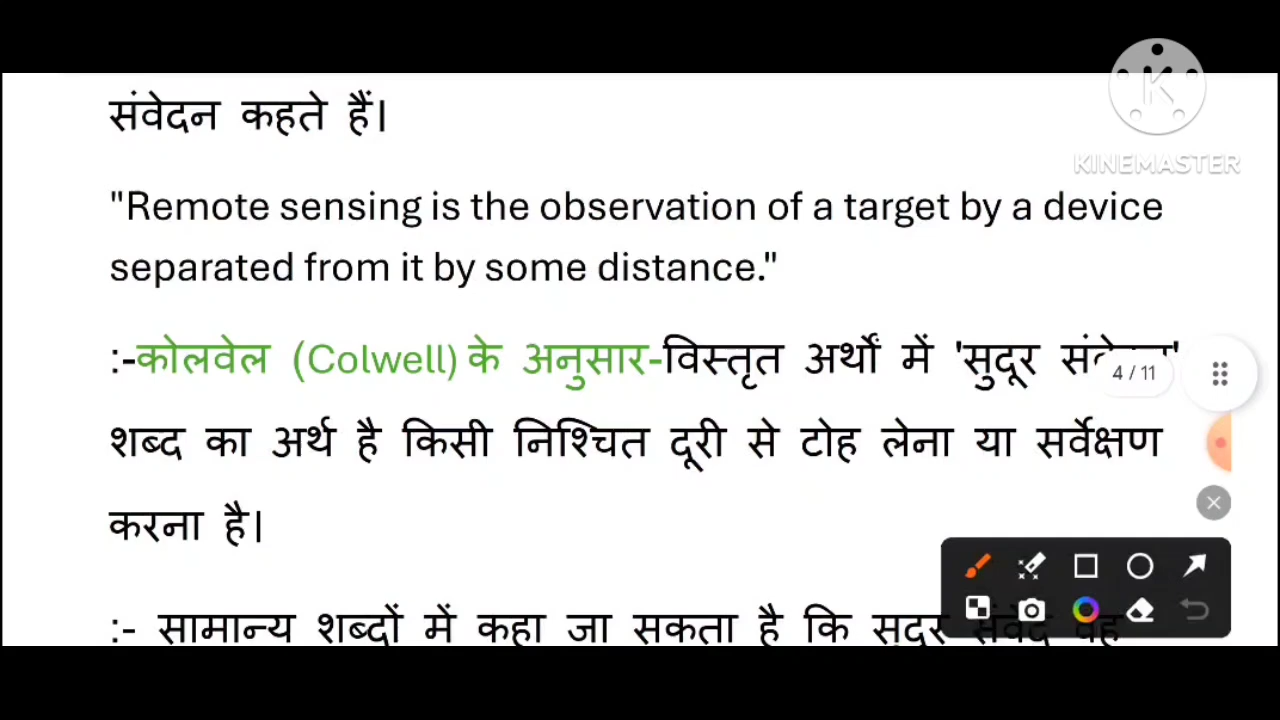 संवेदन कहते हैं।
KINEMASTER
"Remote sensing is the observation of a target by a device
separated from it by some distance."
:-कोलवेल (Colwell) के अनुसार-विस्तृत अर्थों में 'सुदूर
4 / 11
शब्द का अर्थ है किसी निश्चित दूरी से टोह लेना या सर्वेक्षण
करना है।
:- सामान्य शब्दों में कहा जा सकता है कि सुदूर संवेद वह